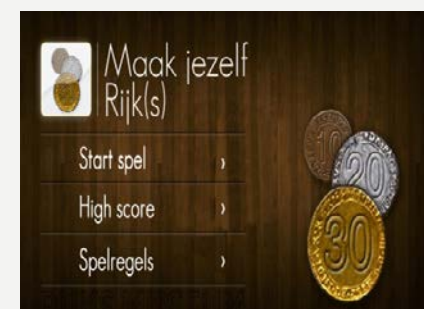 Maak jezelf
Rijk(s)
Start spel ›
High score ›
Spelregels ›
10
20
30